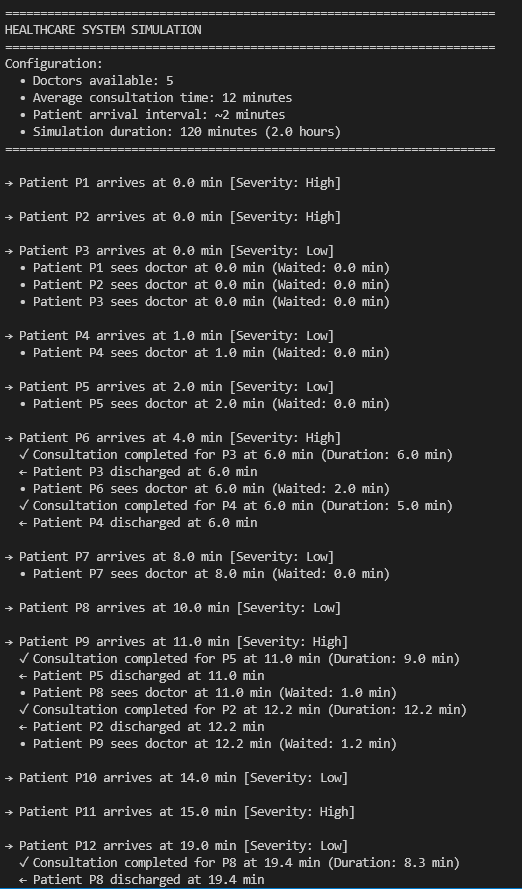 ======================================================================
HEALTHCARE SYSTEM SIMULATION
======================================================================
Configuration:
• Doctors available: 5
• Average consultation time: 12 minutes
• Patient arrival interval: ~2 minutes
• Simulation duration: 120 minutes (2.0 hours)
======================================================================
→ Patient P1 arrives at 0.0 min [Severity: High]
→ Patient P2 arrives at 0.0 min [Severity: High]
→ Patient P3 arrives at 0.0 min [Severity: Low]
• Patient P1 sees doctor at 0.0 min (Waited: 0.0 min)
• Patient P2 sees doctor at 0.0 min (Waited: 0.0 min)
• Patient P3 sees doctor at 0.0 min (Waited: 0.0 min)
→ Patient P4 arrives at 1.0 min [Severity: Low]
• Patient P4 sees doctor at 1.0 min (Waited: 0.0 min)
→ Patient P5 arrives at 2.0 min [Severity: Low]
• Patient P5 sees doctor at 2.0 min (Waited: 0.0 min)
→ Patient P6 arrives at 4.0 min [Severity: High]
✓ Consultation completed for P3 at 6.0 min (Duration: 6.0 min)
← Patient P3 discharged at 6.0 min
• Patient P6 sees doctor at 6.0 min (Waited: 2.0 min)
✓ Consultation completed for P4 at 6.0 min (Duration: 5.0 min)
← Patient P4 discharged at 6.0 min
→ Patient P7 arrives at 8.0 min [Severity: Low]
• Patient P7 sees doctor at 8.0 min (Waited: 0.0 min)
→ Patient P8 arrives at 10.0 min [Severity: Low]
→ Patient P9 arrives at 11.0 min [Severity: High]
✓ Consultation completed for P5 at 11.0 min (Duration: 9.0 min)
← Patient P5 discharged at 11.0 min
• Patient P8 sees doctor at 11.0 min (Waited: 1.0 min)
✓ Consultation completed for P2 at 12.2 min (Duration: 12.2 min)
← Patient P2 discharged at 12.2 min
• Patient P9 sees doctor at 12.2 min (Waited: 1.2 min)
→ Patient P10 arrives at 14.0 min [Severity: Low]
→ Patient P11 arrives at 15.0 min [Severity: High]
→ Patient P12 arrives at 19.0 min [Severity: Low]
✓ Consultation completed for P8 at 19.4 min (Duration: 8.3 min)
← Patient P8 discharged at 19.4 min